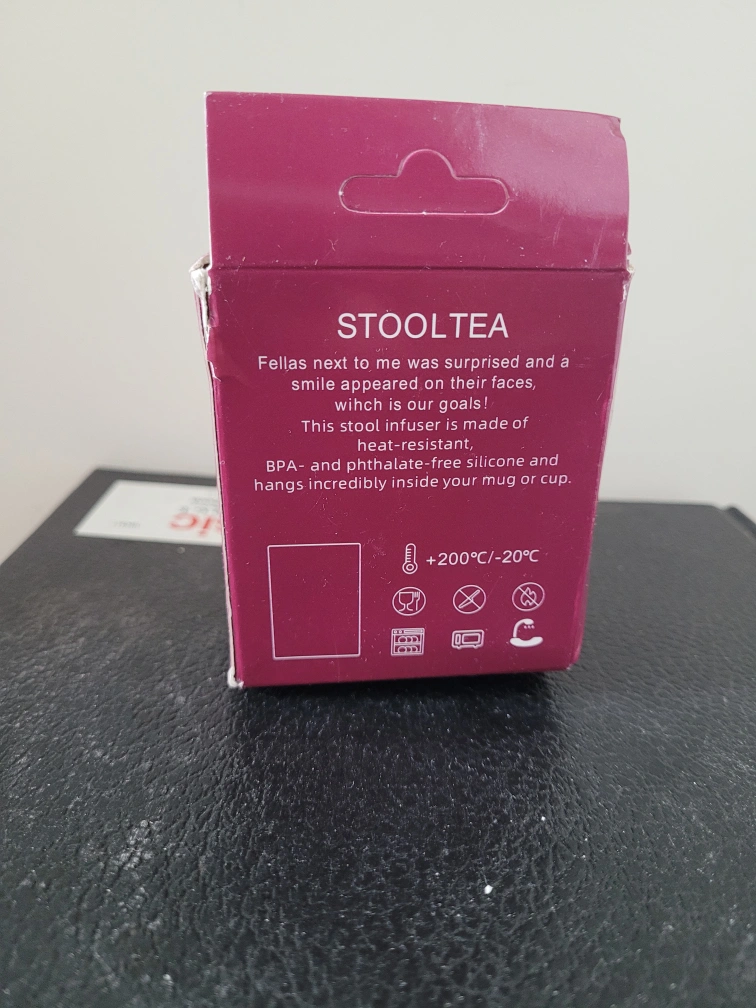 STOOLTEA
Fellas next to me was surprised and a
smile appeared on their faces,
wihch is our goals!
This stool infuser is made of
heat-resistant,
BPA- and phthalate-free silicone and
hangs incredibly inside your mug or cup.
+200℃/-20℃